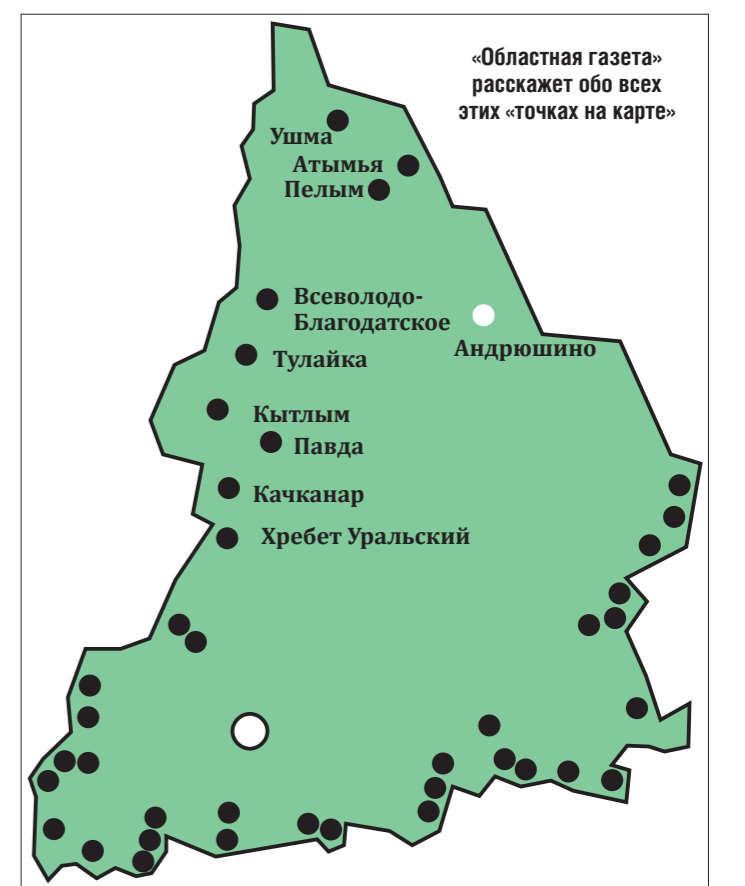 «Областная газета»
расскажет обо всех
этих «точках на карте»
Ушма
Атымья
Пелым
Всеволодо-
Благодатское
Андрюшино
Тулайка
Кытлым
Павда
Качканар
Хребет Уральский